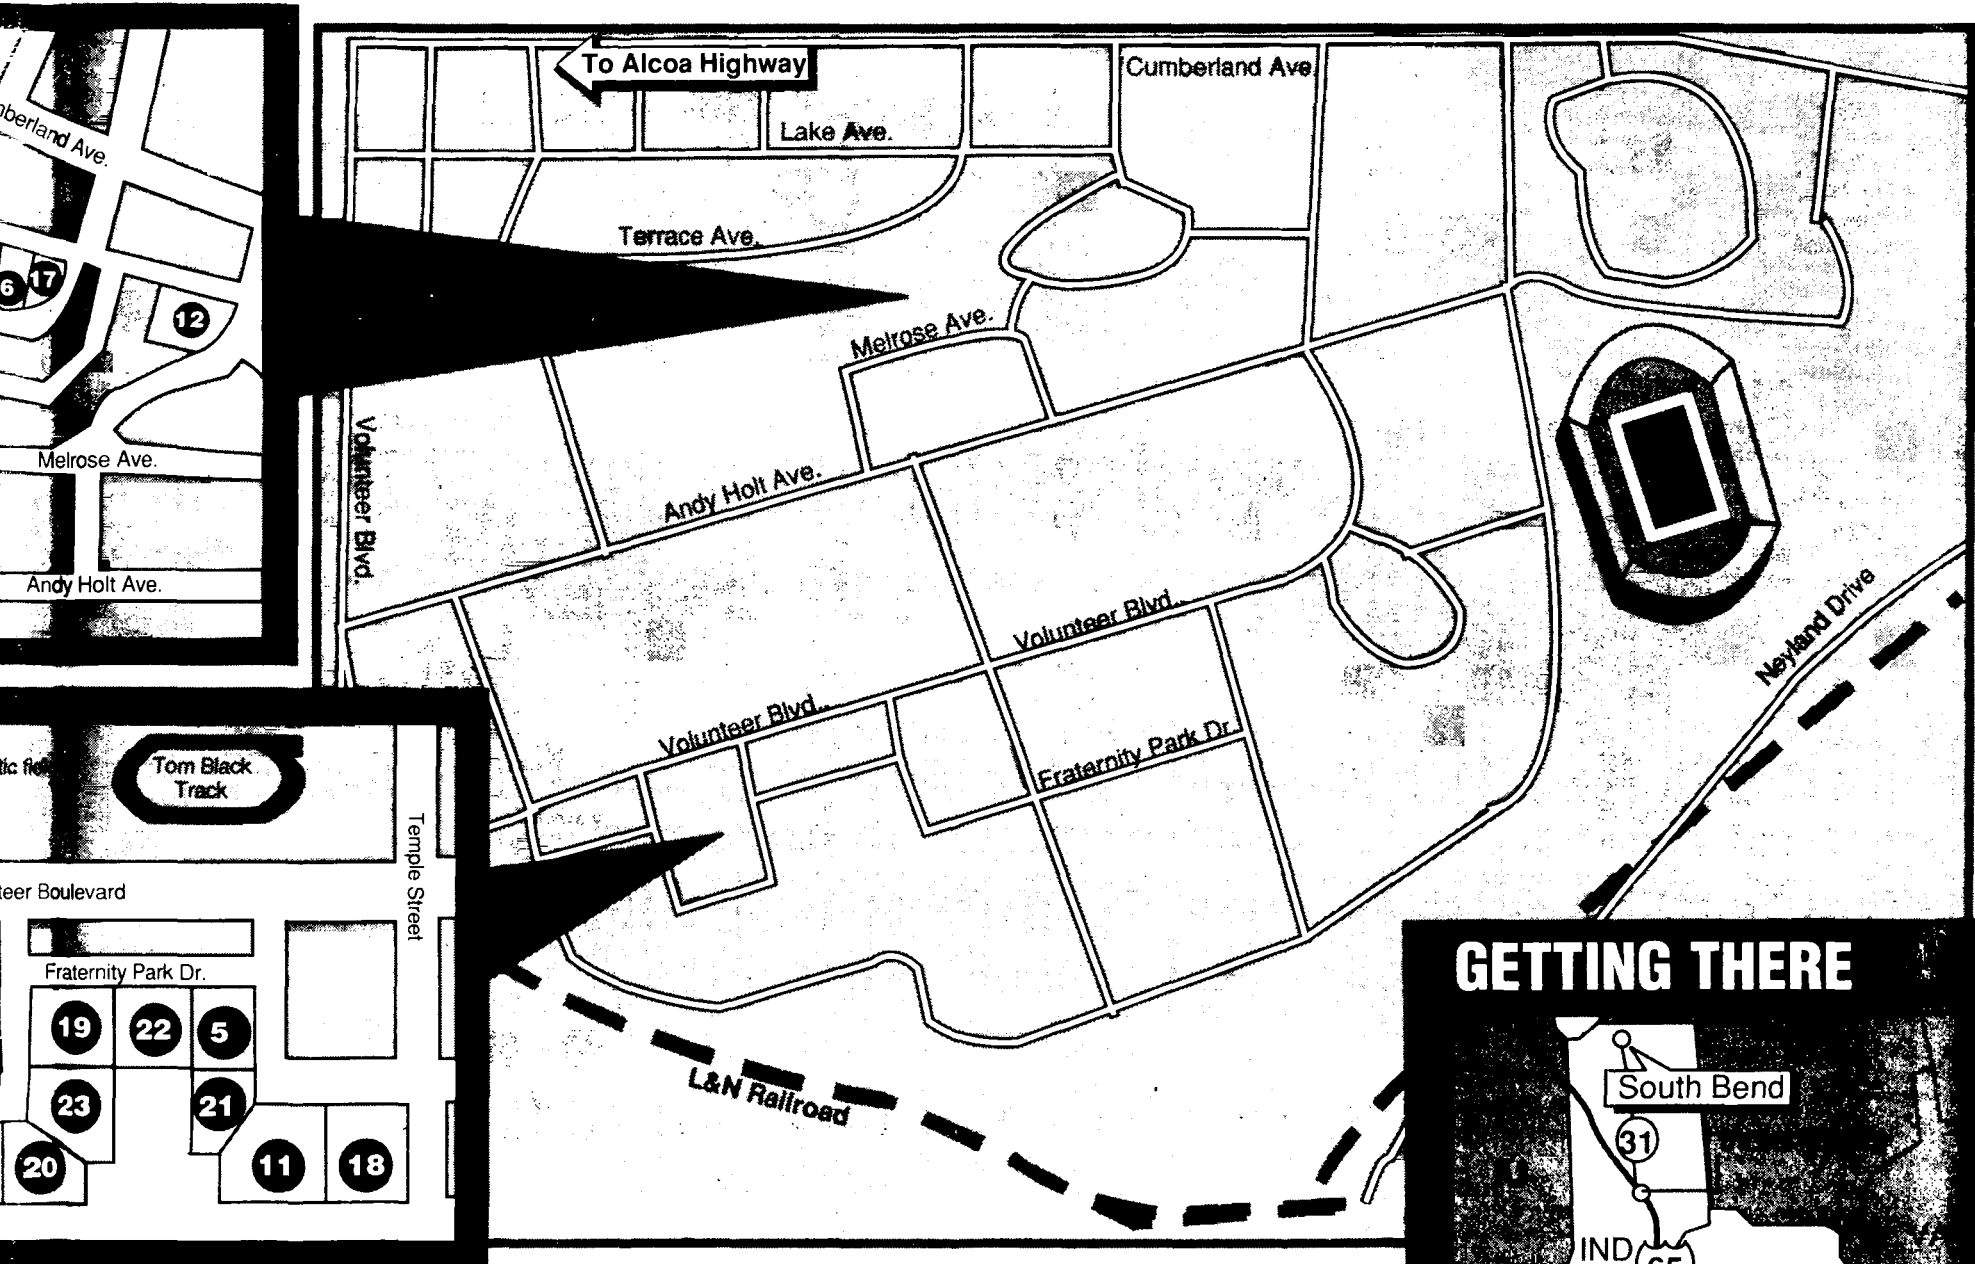 To Alcoa Highway
Cumberland Ave.
Lake Ave.
Terrace Ave.
Melrose Ave.
Andy Holt Ave.
Volunteer Blvd.
Volunteer Blvd..
Volunteer Blvd..
Fraternity Park Dr.
Neyland Drive
L&N Railroad
mberland Ave.
6
17
12
Melrose Ave.
Andy Holt Ave.
Tom Black
Track
Temple Street
teer Boulevard
Fraternity Park Dr.
19
22
5
23
21
20
11
18
GETTING THERE
South Bend
31
IND
65